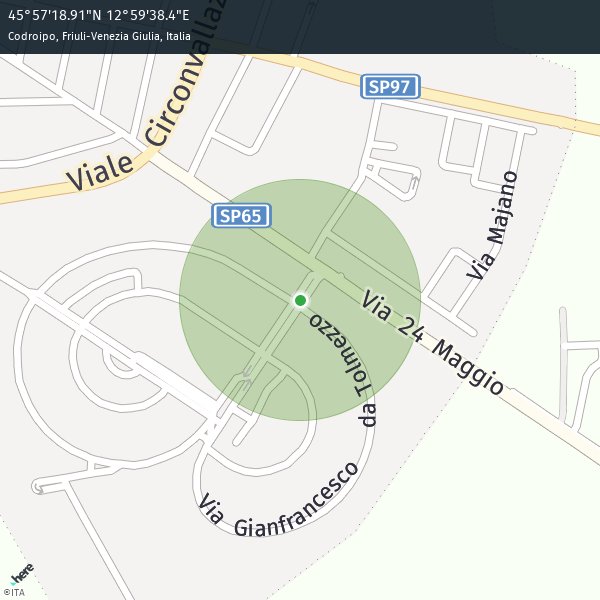 45°57'18.91"N 12°59'38.4"E
Codroipo, Friuli-Venezia Giulia, Italia
SP97
Viale Circonvallaz
Via Majano
SP65
Via 24 Maggio
Via Gianfrancesco da Tolmezzo
here
©ITA